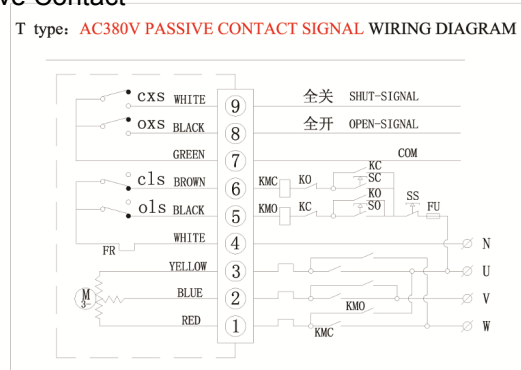 ve Contact
T type: AC380V PASSIVE CONTACT SIGNAL WIRING DIAGRAM
cxs WHITE 9 全关 SHUT-SIGNAL
oxs BLACK 8 全开 OPEN-SIGNAL
GREEN 7 COM
KC
cls BROWN 6 KMC KO SC
KO
ols BLACK 5 KMO KC SO SS FU
WHITE 4 N
FR
YELLOW 3 U
M 3~ BLUE 2 V
KMO
RED 1 W
KMC